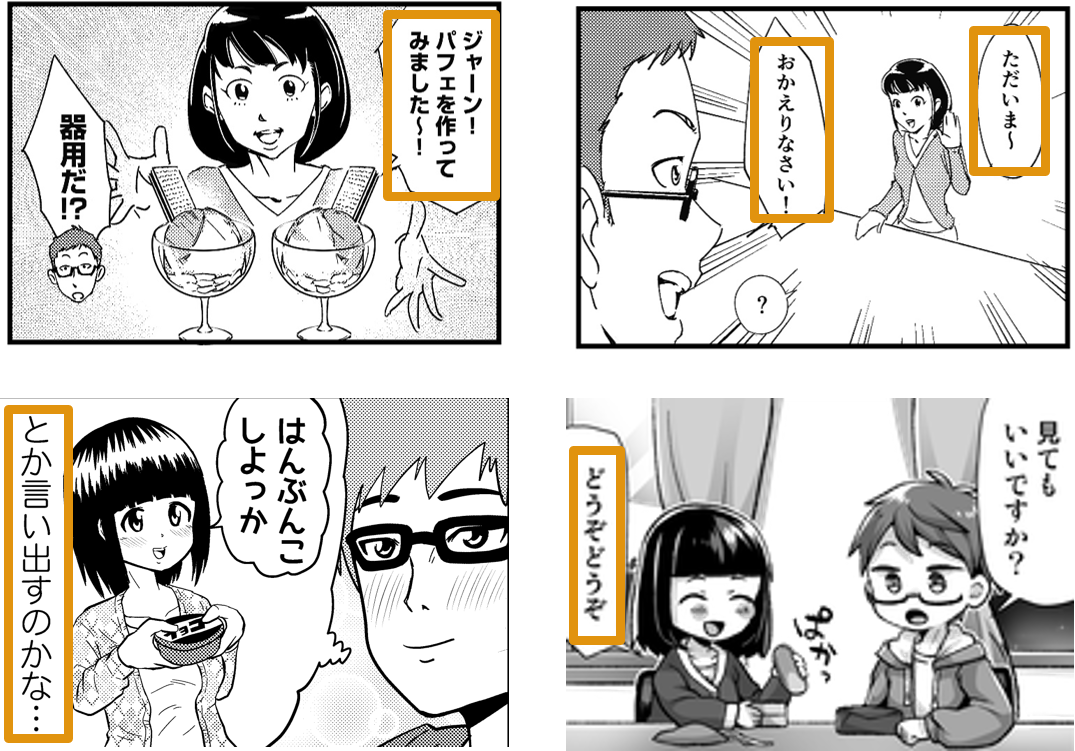 ジャーン！
パフェを作って
みました〜！
器用だ!?
ただいま〜
おかえりなさい！
？
はんぶんこ
しよっか
チョコ
とか言い出すのかな…
見ても
いいですか？
どうぞどうぞ
ぱかっ